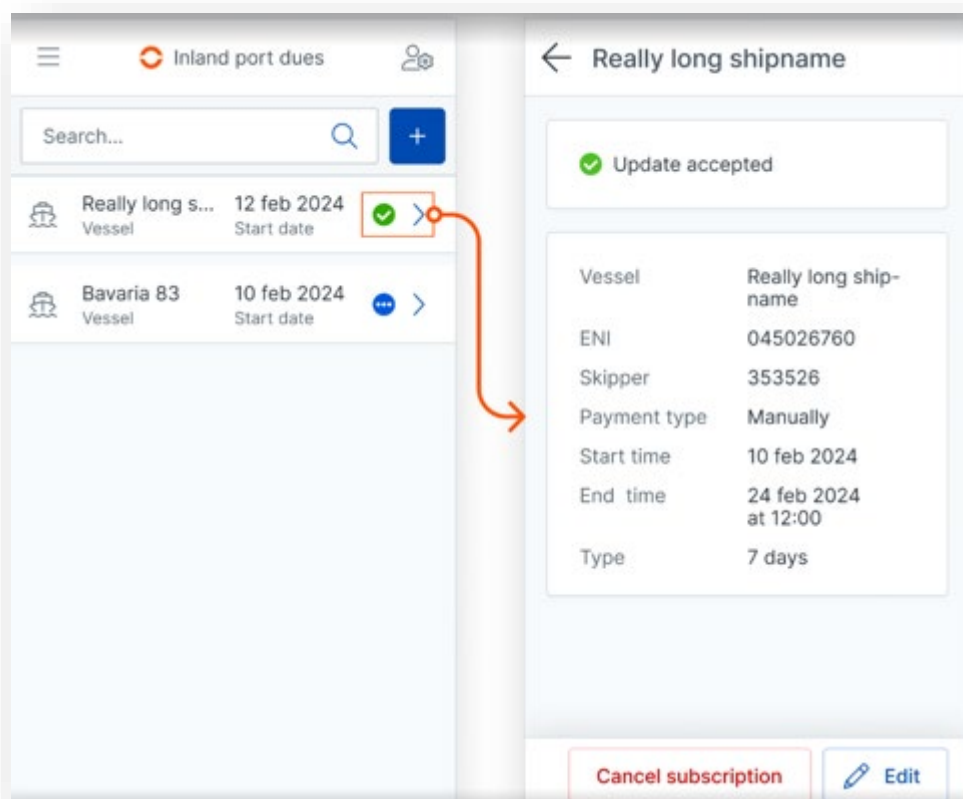 Inland port dues
Search...
+
Really long s... 12 feb 2024
Vessel Start date
Bavaria 83 10 feb 2024
Vessel Start date
Really long shipname
Update accepted
Vessel Really long ship-
name
ENI 045026760
Skipper 353526
Payment type Manually
Start time 10 feb 2024
End time 24 feb 2024
at 12:00
Type 7 days
Cancel subscription Edit